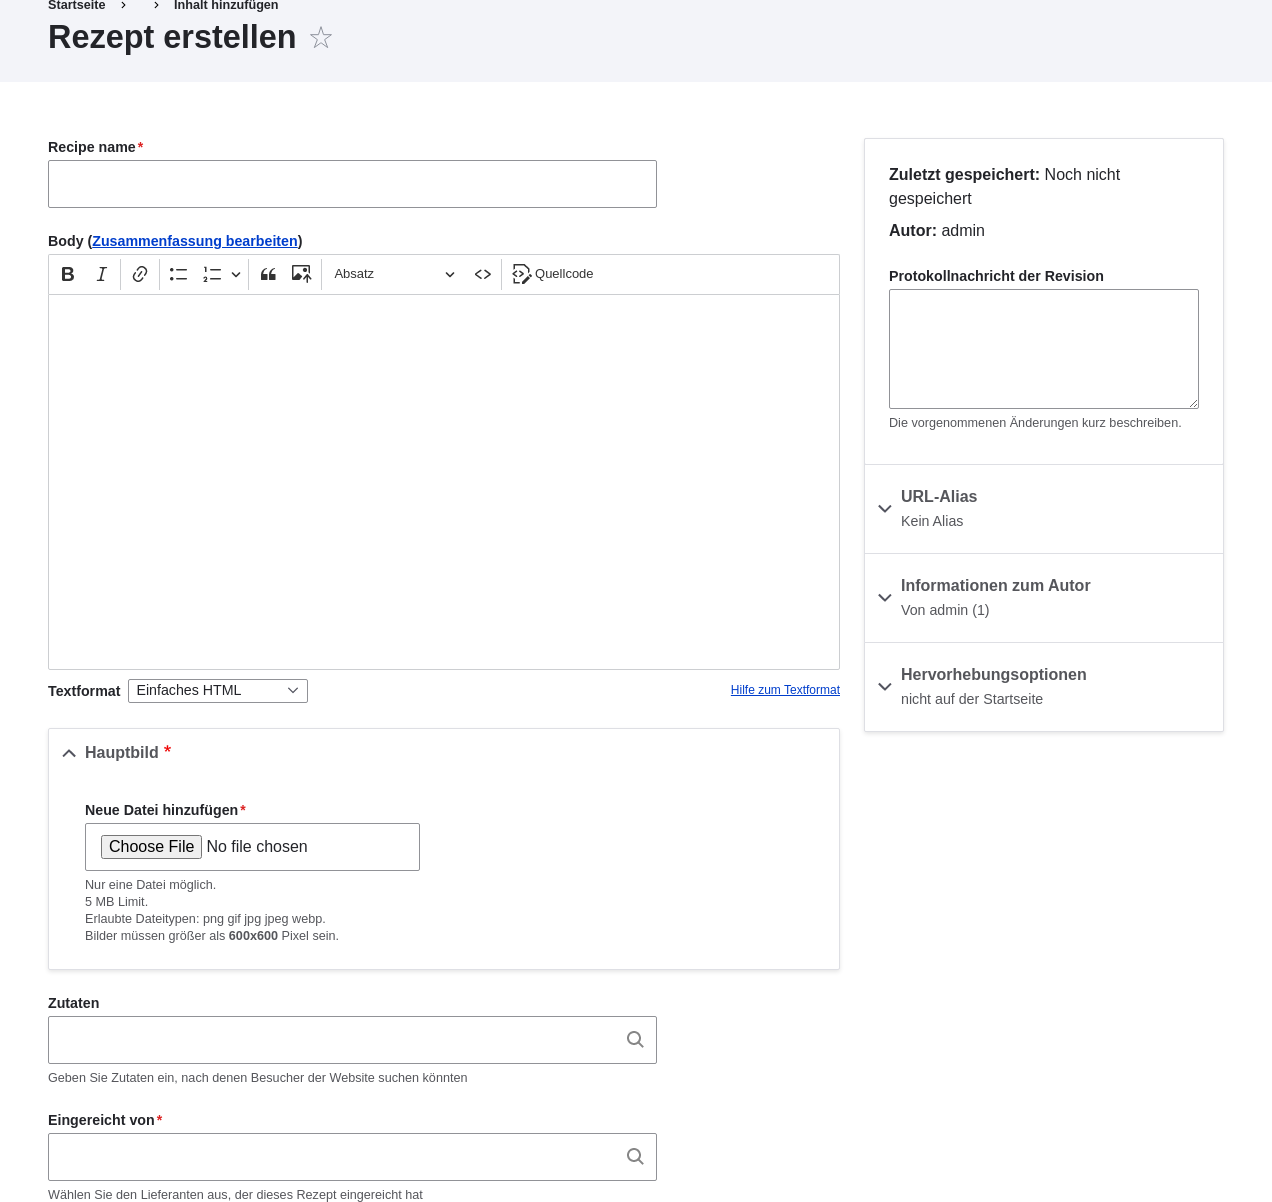 Startseite Inhalt hinzufügen
Rezept erstellen
Recipe name*
Body (Zusammenfassung bearbeiten)
B I Absatz Quellcode
Textformat Einfaches HTML Hilfe zum Textformat
Hauptbild *
Neue Datei hinzufügen*
Choose File No file chosen
Nur eine Datei möglich.
5 MB Limit.
Erlaubte Dateitypen: png gif jpg jpeg webp.
Bilder müssen größer als 600x600 Pixel sein.
Zutaten
Geben Sie Zutaten ein, nach denen Besucher der Website suchen könnten
Eingereicht von*
Wählen Sie den Lieferanten aus, der dieses Rezept eingereicht hat
Zuletzt gespeichert: Noch nicht
gespeichert
Autor: admin
Protokollnachricht der Revision
Die vorgenommenen Änderungen kurz beschreiben.
URL-Alias
Kein Alias
Informationen zum Autor
Von admin (1)
Hervorhebungsoptionen
nicht auf der Startseite